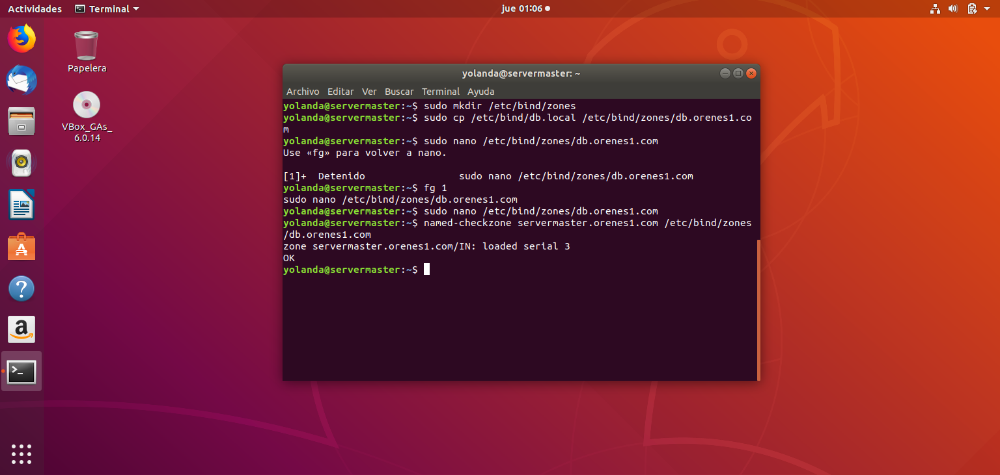 Actividades Terminal jue 01:06
Papelera
VBox_GAs_
6.0.14
yolanda@servermaster: ~
Archivo Editar Ver Buscar Terminal Ayuda
yolanda@servermaster:~$ sudo mkdir /etc/bind/zones
yolanda@servermaster:~$ sudo cp /etc/bind/db.local /etc/bind/zones/db.orenes1.co
m
yolanda@servermaster:~$ sudo nano /etc/bind/zones/db.orenes1.com
Use «fg» para volver a nano.
[1]+  Detenido                sudo nano /etc/bind/zones/db.orenes1.com
yolanda@servermaster:~$ fg 1
sudo nano /etc/bind/zones/db.orenes1.com
yolanda@servermaster:~$ sudo nano /etc/bind/zones/db.orenes1.com
yolanda@servermaster:~$ named-checkzone servermaster.orenes1.com /etc/bind/zones
/db.orenes1.com
zone servermaster.orenes1.com/IN: loaded serial 3
OK
yolanda@servermaster:~$